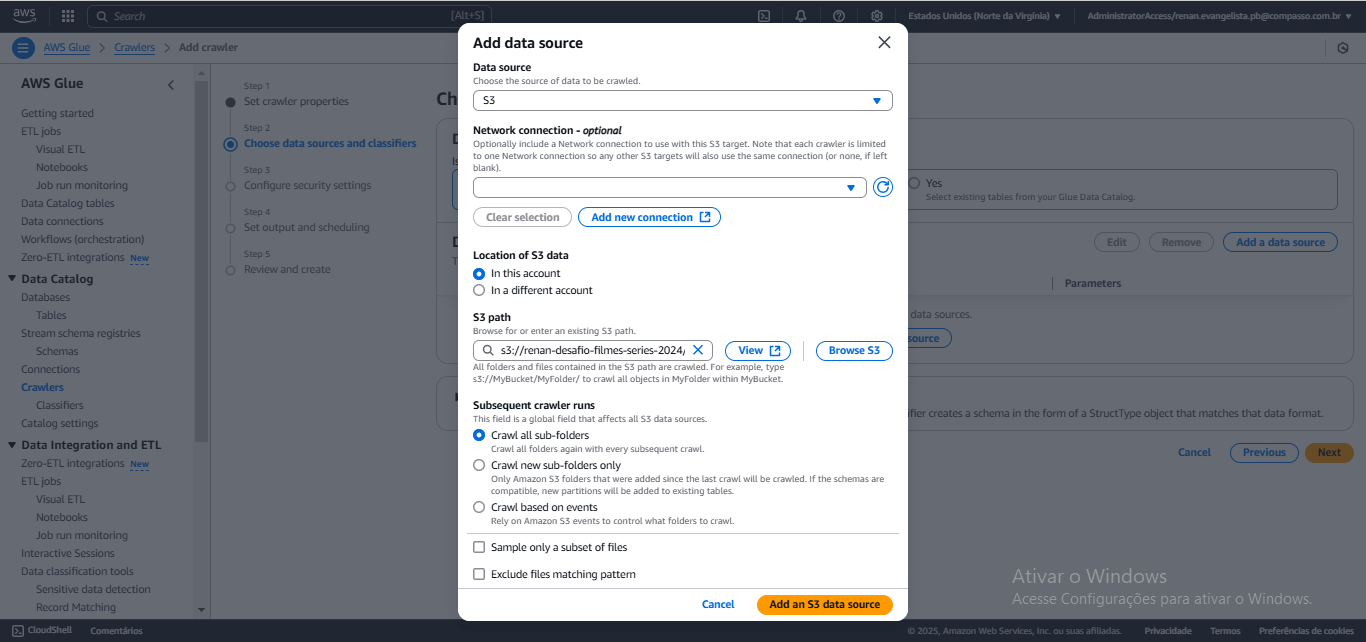 aws
Search
[Alt+S]
Estados Unidos (Norte da Virgínia)
AdministratorAccess/renan.evangelista.pb@compasso.com.br
AWS Glue
Crawlers
Add crawler
AWS Glue
Getting started
ETL jobs
Visual ETL
Notebooks
Job run monitoring
Data Catalog tables
Data connections
Workflows (orchestration)
Zero-ETL integrations New
Data Catalog
Databases
Tables
Stream schema registries
Schemas
Connections
Crawlers
Classifiers
Catalog settings
Data Integration and ETL
Zero-ETL integrations New
ETL jobs
Visual ETL
Notebooks
Job run monitoring
Interactive Sessions
Data classification tools
Sensitive data detection
Record Matching
Step 1
Set crawler properties
Step 2
Choose data sources and classifiers
Step 3
Configure security settings
Step 4
Set output and scheduling
Step 5
Review and create
Ch
Add data source
Data source
Choose the source of data to be crawled.
S3
Network connection - optional
Optionally include a Network connection to use with this S3 target. Note that each crawler is limited
to one Network connection so any other S3 targets will also use the same connection (or none, if left
blank).
Clear selection
Add new connection
Location of S3 data
In this account
In a different account
S3 path
Browse for or enter an existing S3 path.
s3://renan-desafio-filmes-series-2024/
View
Browse S3
All folders and files contained in the S3 path are crawled. For example, type
s3://MyBucket/MyFolder/ to crawl all objects in MyFolder within MyBucket.
Subsequent crawler runs
This field is a global field that affects all S3 data sources.
Crawl all sub-folders
Crawl all folders again with every subsequent crawl.
Crawl new sub-folders only
Only Amazon S3 folders that were added since the last crawl will be crawled. If the schemas are
compatible, new partitions will be added to existing tables.
Crawl based on events
Rely on Amazon S3 events to control what folders to crawl.
Sample only a subset of files
Exclude files matching pattern
Cancel
Add an S3 data source
Yes
Select existing tables from your Glue Data Catalog.
Edit
Remove
Add a data source
Parameters
data sources.
source
ifier creates a schema in the form of a StructType object that matches that data format.
Cancel
Previous
Next
Ativar o Windows
Acesse Configurações para ativar o Windows.
CloudShell
Comentários
© 2025, Amazon Web Services, Inc. ou suas afiliadas.
Privacidade
Termos
Preferências de cookies